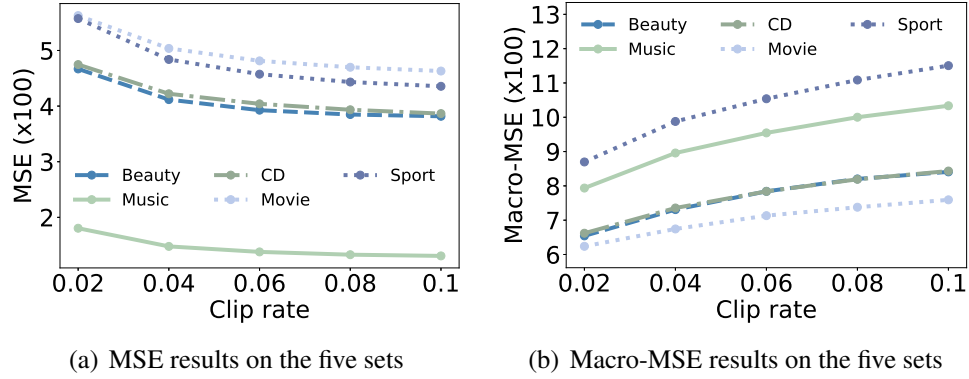 MSE (x100)
5
4
3
2
Beauty CD Sport
Music Movie
0.02 0.04 0.06 0.08 0.1
Clip rate
(a) MSE results on the five sets
Macro-MSE (x100)
13
12
11
10
9
8
7
6
Beauty CD Sport
Music Movie
0.02 0.04 0.06 0.08 0.1
Clip rate
(b) Macro-MSE results on the five sets